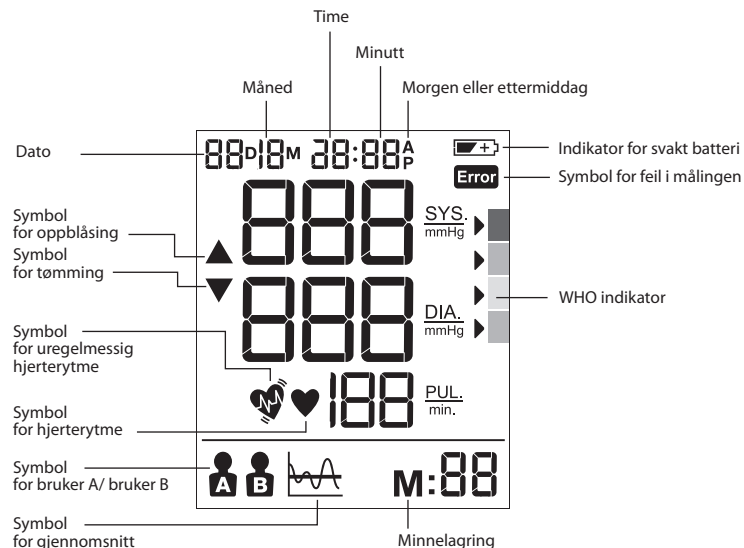 Time
Minutt
Måned
Morgen eller ettermiddag
Dato
88D18M 28:88 A
P
Indikator for svakt batteri
Error
Symbol for feil i målingen
888
SYS.
mmHg
Symbol
for oppblåsing
Symbol
for tømming
WHO indikator
888
DIA.
mmHg
Symbol
for uregelmessig
hjerterytme
188
PUL.
min.
Symbol
for hjerterytme
Symbol
for bruker A/ bruker B
A B
M:88
Symbol
for gjennomsnitt
Minnelagring